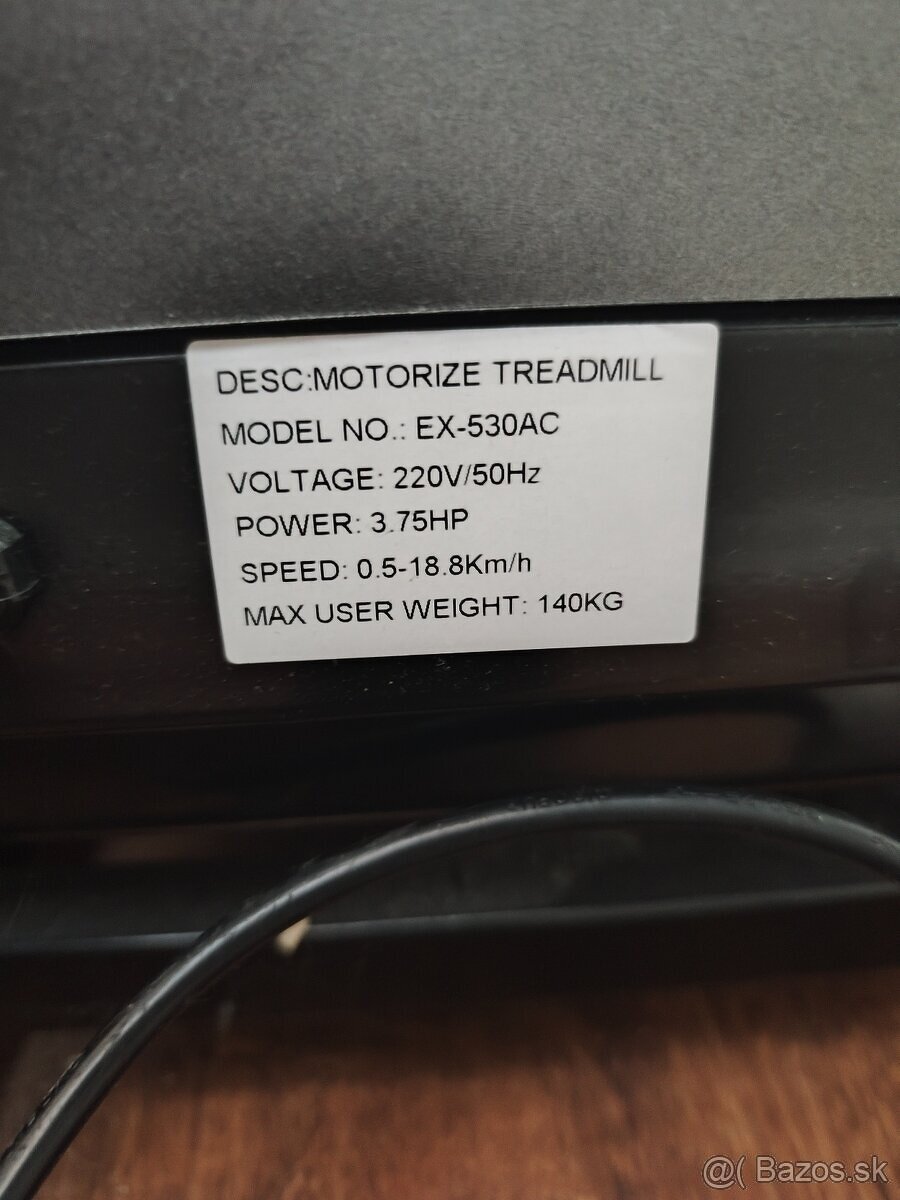 DESC:MOTORIZE TREADMILL
MODEL NO.: EX-530AC
VOLTAGE: 220V/50Hz
POWER: 3.75HP
SPEED: 0.5-18.8Km/h
MAX USER WEIGHT: 140KG
@( Bazos.sk